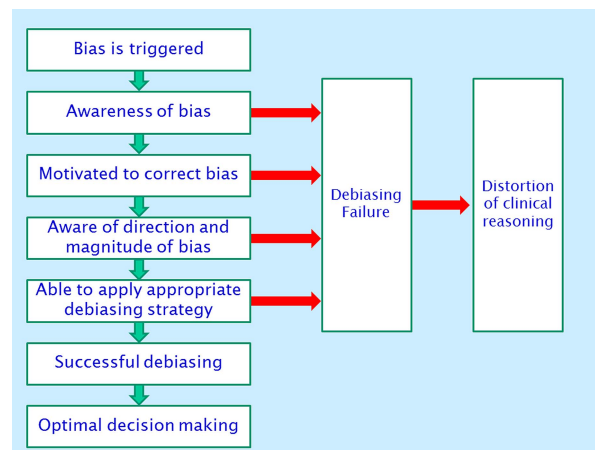 Bias is triggered
Awareness of bias
Motivated to correct bias
Aware of direction and
magnitude of bias
Able to apply appropriate
debiasing strategy
Successful debiasing
Optimal decision making
Debiasing
Failure
Distortion
of clinical
reasoning